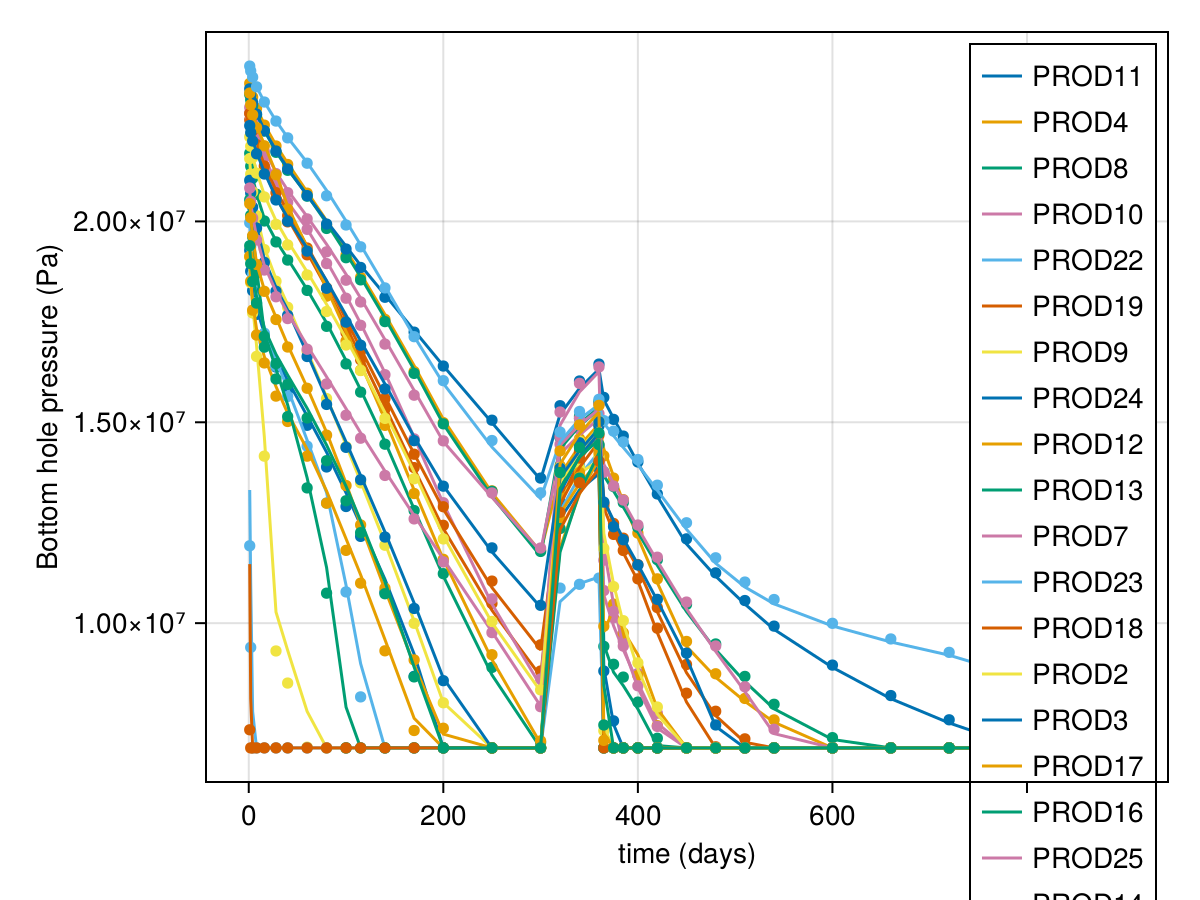 PROD11
PROD4
PROD8
PROD10
PROD22
PROD19
PROD9
PROD24
PROD12
PROD13
PROD7
PROD23
PROD18
PROD2
PROD3
PROD17
PROD16
PROD25
Bottom hole pressure (Pa)
2.00×10⁷
1.50×10⁷
1.00×10⁷
0 200 400 600
time (days)